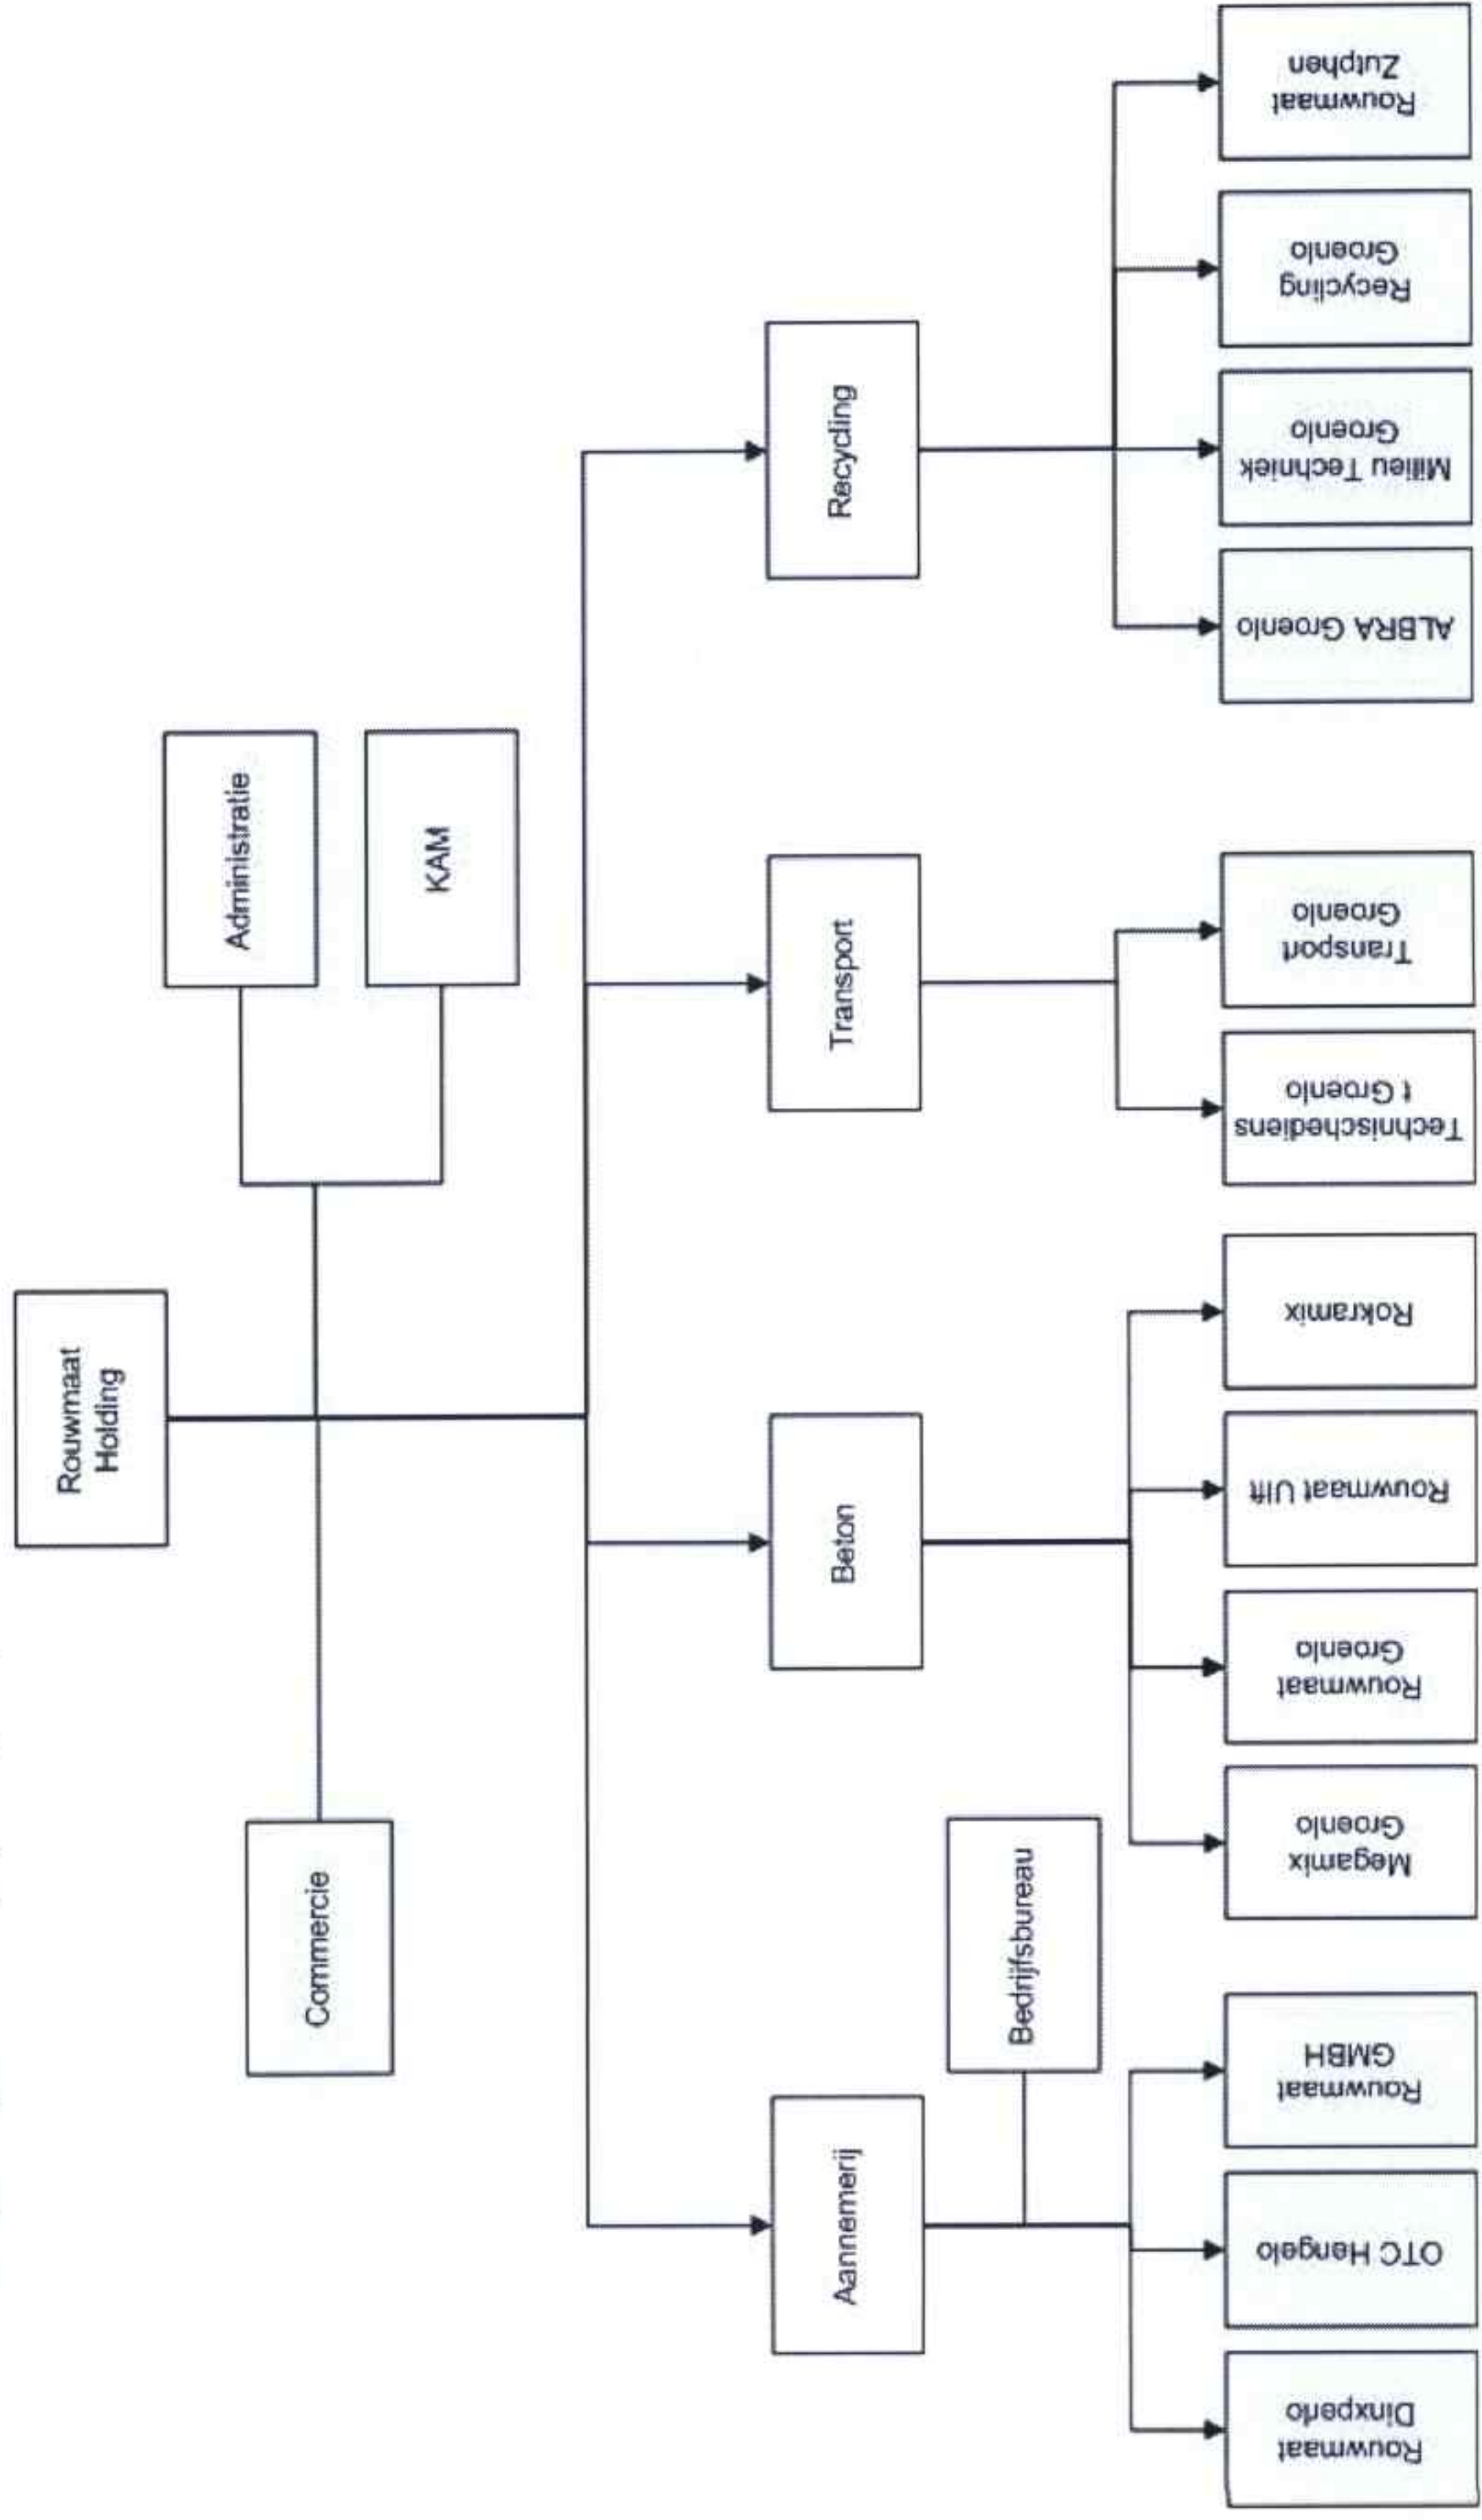 Rouwmaat
Holding
Commercie
Administratie
KAM
Aannemerij
Beton
Transport
Recycling
Bedrijfsbureau
Rouwmaat
Dinxperlo
OTC Hengelo
Rouwmaat
GMBH
Megamix
Groenlo
Rouwmaat
Groenlo
Rouwmaat Ulft
Rokramix
Technischediens
t Groenlo
Transport
Groenlo
ALBRA Groenlo
Milieu Techniek
Groenlo
Recycling
Groenlo
Rouwmaat
Zutphen